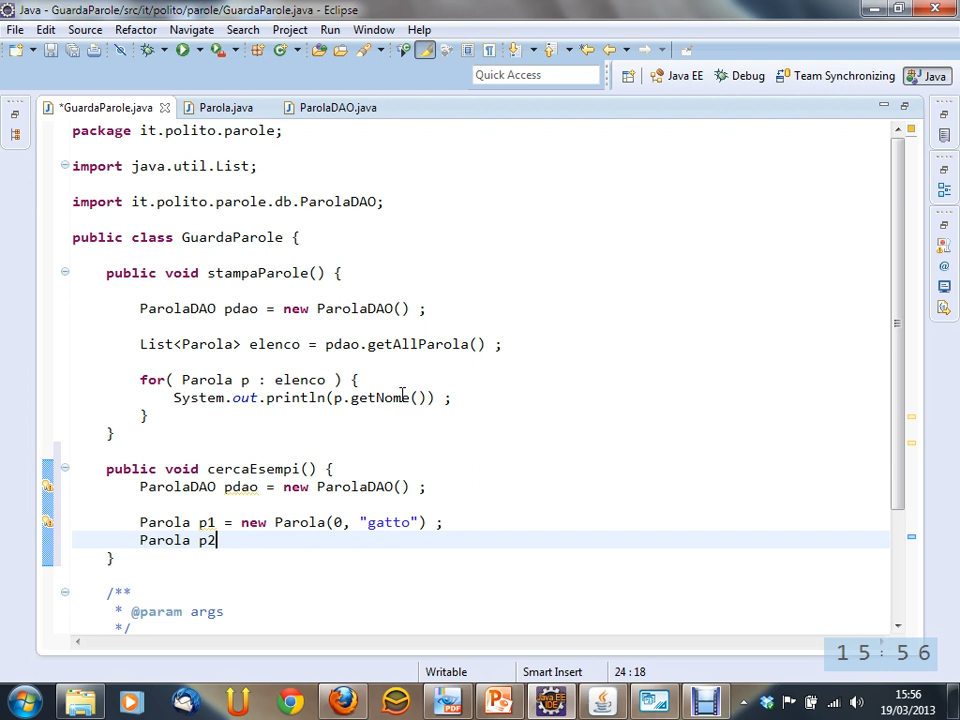 Java - GuardaParole/src/it/polito/parole/GuardaParole.java - Eclipse
File Edit Source Refactor Navigate Search Project Run Window Help
Quick Access
Java EE Debug Team Synchronizing Java
*GuardaParole.java Parola.java ParolaDAO.java
package it.polito.parole;
import java.util.List;
import it.polito.parole.db.ParolaDAO;
public class GuardaParole {
public void stampaParole() {
ParolaDAO pdao = new ParolaDAO() ;
List<Parola> elenco = pdao.getAllParola() ;
for( Parola p : elenco ) {
System.out.println(p.getNome()) ;
}
}
public void cercaEsempi() {
ParolaDAO pdao = new ParolaDAO() ;
Parola p1 = new Parola(0, "gatto") ;
Parola p2
}
/**
* @param args
*/
15:56
Writable Smart Insert 24 : 18
15:56
19/03/2013